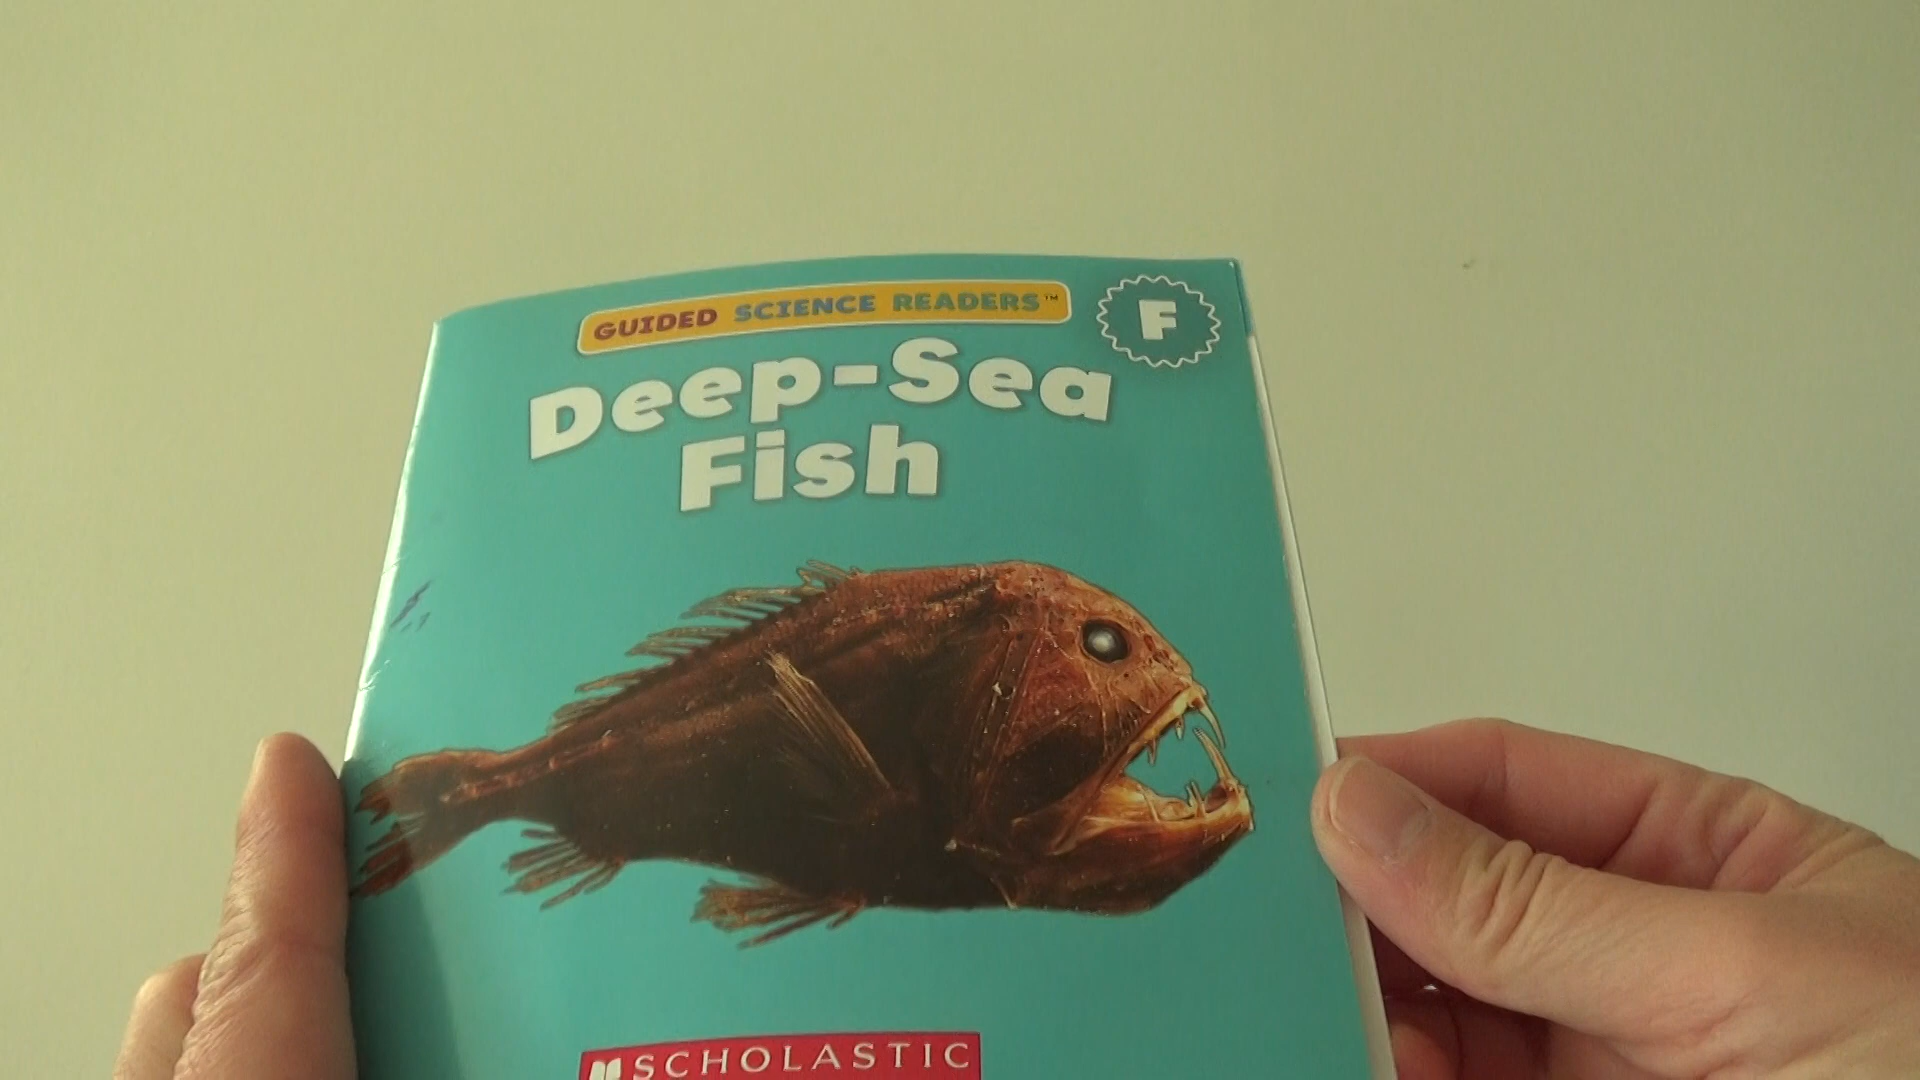 GUIDED SCIENCE READERS™
F
Deep-Sea
Fish
SCHOLASTIC